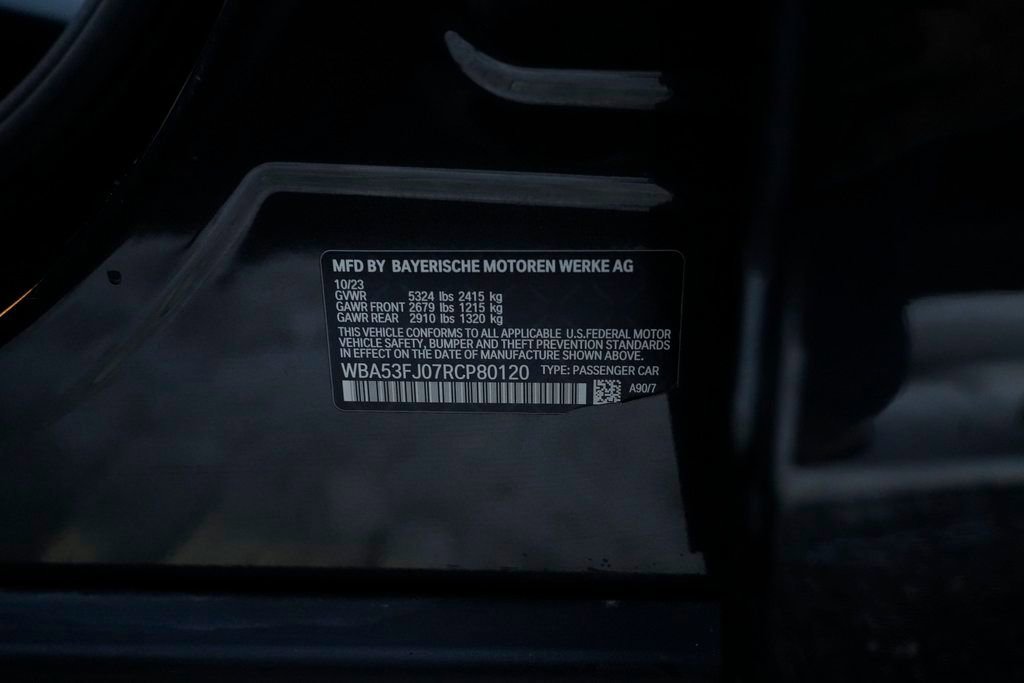 MFD BY BAYERISCHE MOTOREN WERKE AG
10/23
GVWR 5324 lbs 2415 kg
GAWR FRONT 2679 lbs 1215 kg
GAWR REAR 2910 lbs 1320 kg
THIS VEHICLE CONFORMS TO ALL APPLICABLE U.S.FEDERAL MOTOR
VEHICLE SAFETY, BUMPER AND THEFT PREVENTION STANDARDS
IN EFFECT ON THE DATE OF MANUFACTURE SHOWN ABOVE.
WBA53FJ07RCP80120 TYPE: PASSENGER CAR
A90/7